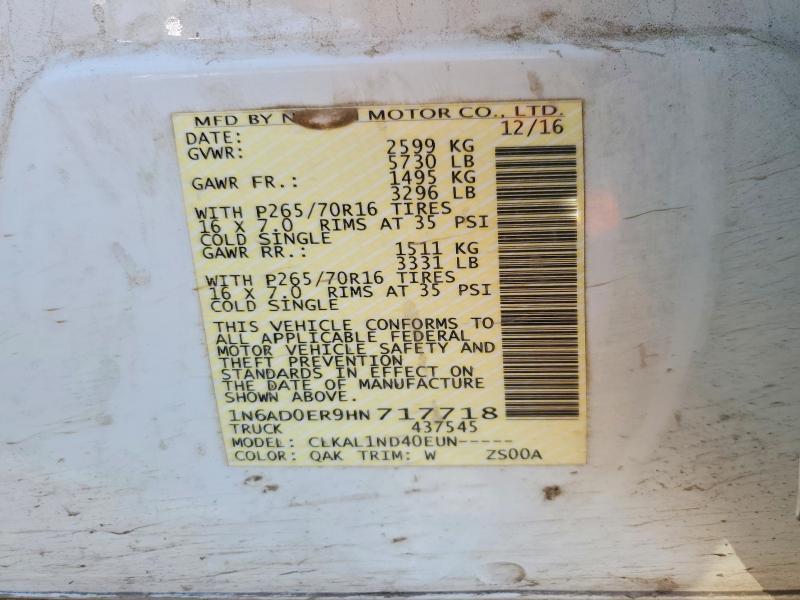 MFD BY N MOTOR CO., LTD.
DATE: 12/16
GVWR: 2599 KG
5730 LB
GAWR FR.: 1495 KG
3296 LB
WITH P265/70R16 TIRES
16 X 7.0 RIMS AT 35 PSI
COLD SINGLE
GAWR RR.: 1511 KG
3331 LB
WITH P265/70R16 TIRES
16 X 7.0 RIMS AT 35 PSI
COLD SINGLE
THIS VEHICLE CONFORMS TO
ALL APPLICABLE FEDERAL
MOTOR VEHICLE SAFETY AND
THEFT PREVENTION
STANDARDS IN EFFECT ON
THE DATE OF MANUFACTURE
SHOWN ABOVE.
1N6AD0ER9HN717718
TRUCK 437545
MODEL: CLKAL1ND40EUN-----
COLOR: QAK TRIM: W ZS00A